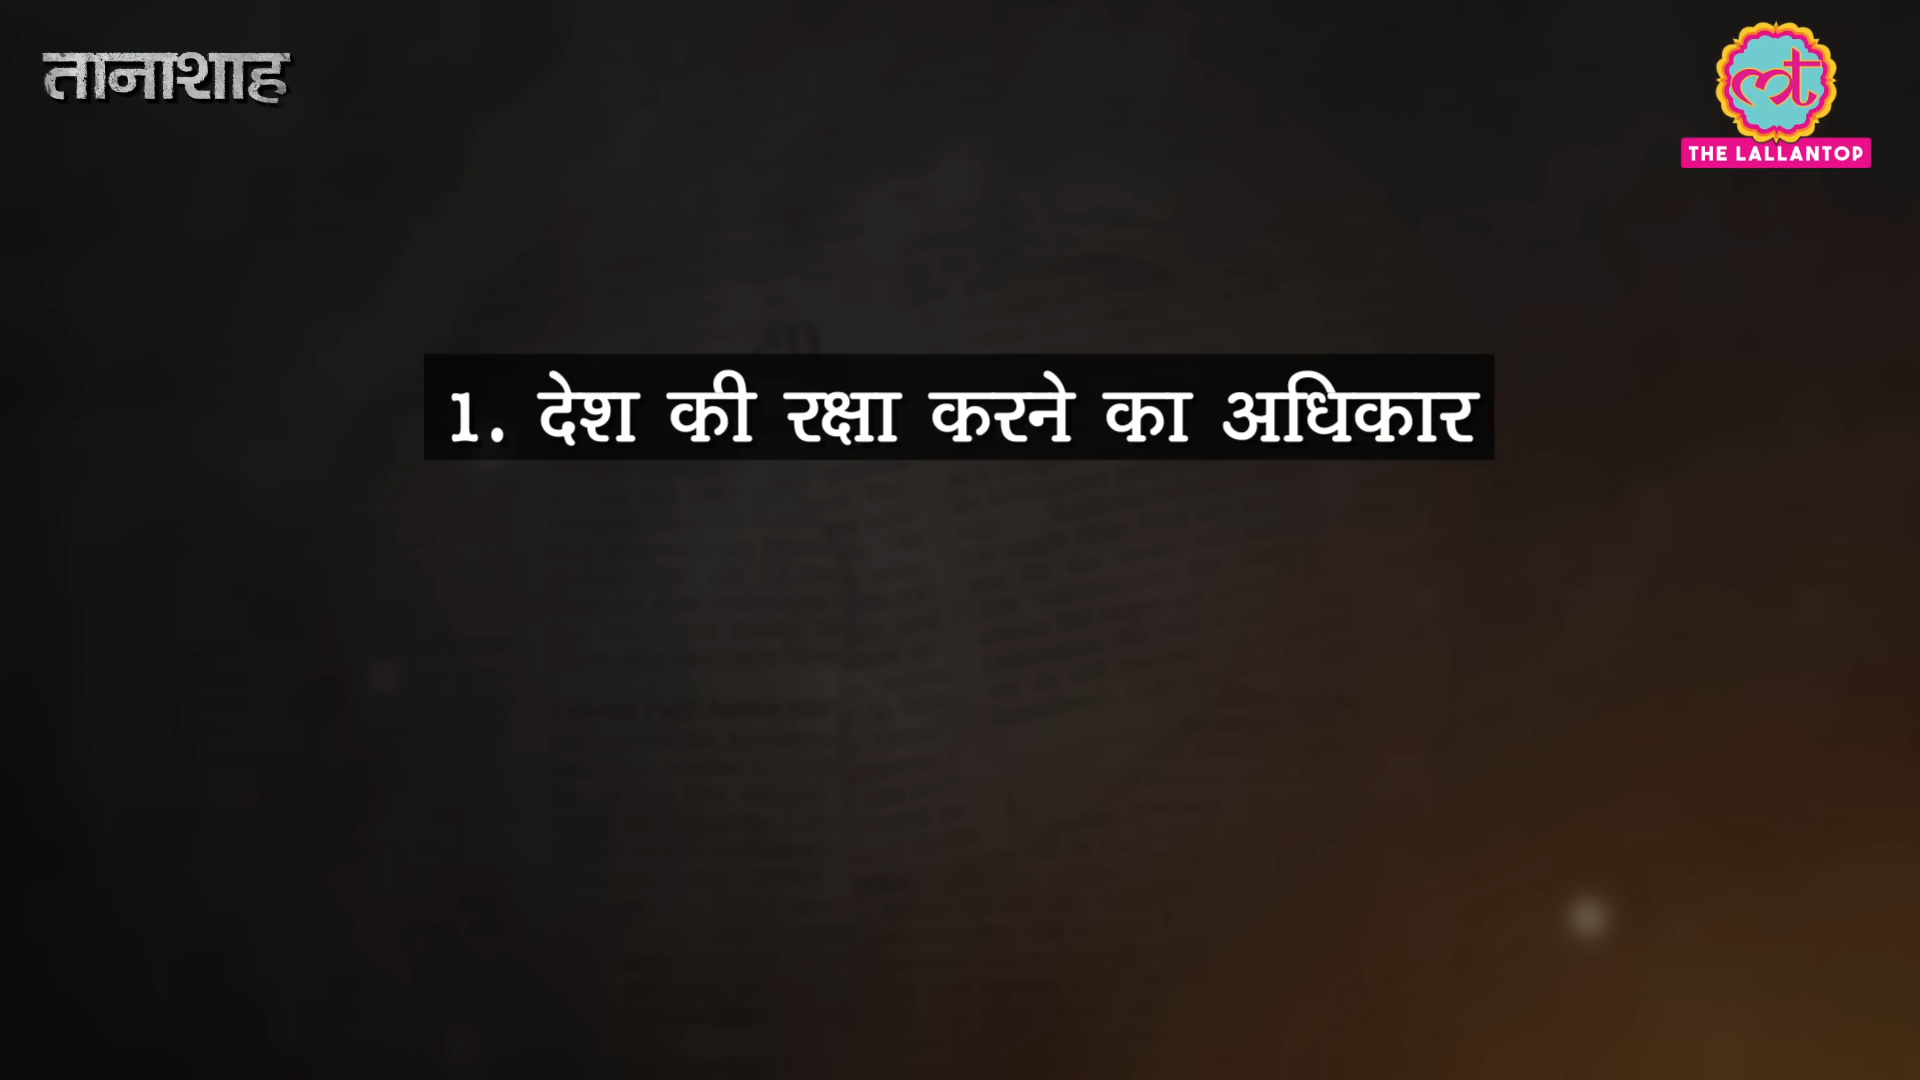 तानाशाह
THE LALLANTOP
1. देश की रक्षा करने का अधिकार